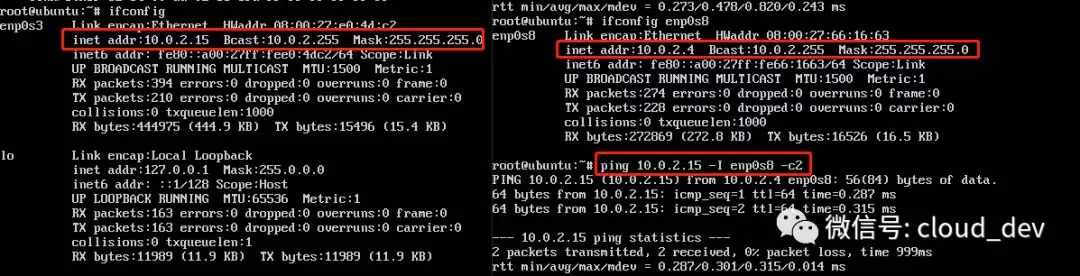 root@ubuntu:~# ifconfig
enp0s3    Link encap:Ethernet  HWaddr 08:00:27:e0:4d:c2
inet addr:10.0.2.15  Bcast:10.0.2.255  Mask:255.255.255.0
inet6 addr: fe80::a00:27ff:fee0:4dc2/64 Scope:Link
UP BROADCAST RUNNING MULTICAST  MTU:1500  Metric:1
RX packets:394 errors:0 dropped:0 overruns:0 frame:0
TX packets:210 errors:0 dropped:0 overruns:0 carrier:0
collisions:0 txqueuelen:1000
RX bytes:444975 (444.9 KB)  TX bytes:15496 (15.4 KB)
lo        Link encap:Local Loopback
inet addr:127.0.0.1  Mask:255.0.0.0
inet6 addr: ::1/128 Scope:Host
UP LOOPBACK RUNNING  MTU:65536  Metric:1
RX packets:163 errors:0 dropped:0 overruns:0 frame:0
TX packets:163 errors:0 dropped:0 overruns:0 carrier:0
collisions:0 txqueuelen:1
RX bytes:11989 (11.9 KB)  TX bytes:11989 (11.9 KB)
rtt min/avg/max/mdev = 0.273/0.478/0.820/0.243 ms
root@ubuntu:~# ifconfig enp0s8
enp0s8    Link encap:Ethernet  HWaddr 08:00:27:66:16:63
inet addr:10.0.2.4  Bcast:10.0.2.255  Mask:255.255.255.0
inet6 addr: fe80::a00:27ff:fe66:1663/64 Scope:Link
UP BROADCAST RUNNING MULTICAST  MTU:1500  Metric:1
RX packets:274 errors:0 dropped:0 overruns:0 frame:0
TX packets:228 errors:0 dropped:0 overruns:0 carrier:0
collisions:0 txqueuelen:1000
RX bytes:272869 (272.8 KB)  TX bytes:16526 (16.5 KB)
root@ubuntu:~# ping 10.0.2.15 -I enp0s8 -c2
PING 10.0.2.15 (10.0.2.15) from 10.0.2.4 enp0s8: 56(84) bytes of data.
64 bytes from 10.0.2.15: icmp_seq=1 ttl=64 time=0.287 ms
64 bytes from 10.0.2.15: icmp_seq=2 ttl=64 time=0.315 ms
--- 10.0.2.15 ping statistics ---
2 packets transmitted, 2 received, 0% packet loss, time 999ms
rtt min/avg/max/mdev = 0.287/0.301/0.315/0.014 ms
微信号: cloud_dev